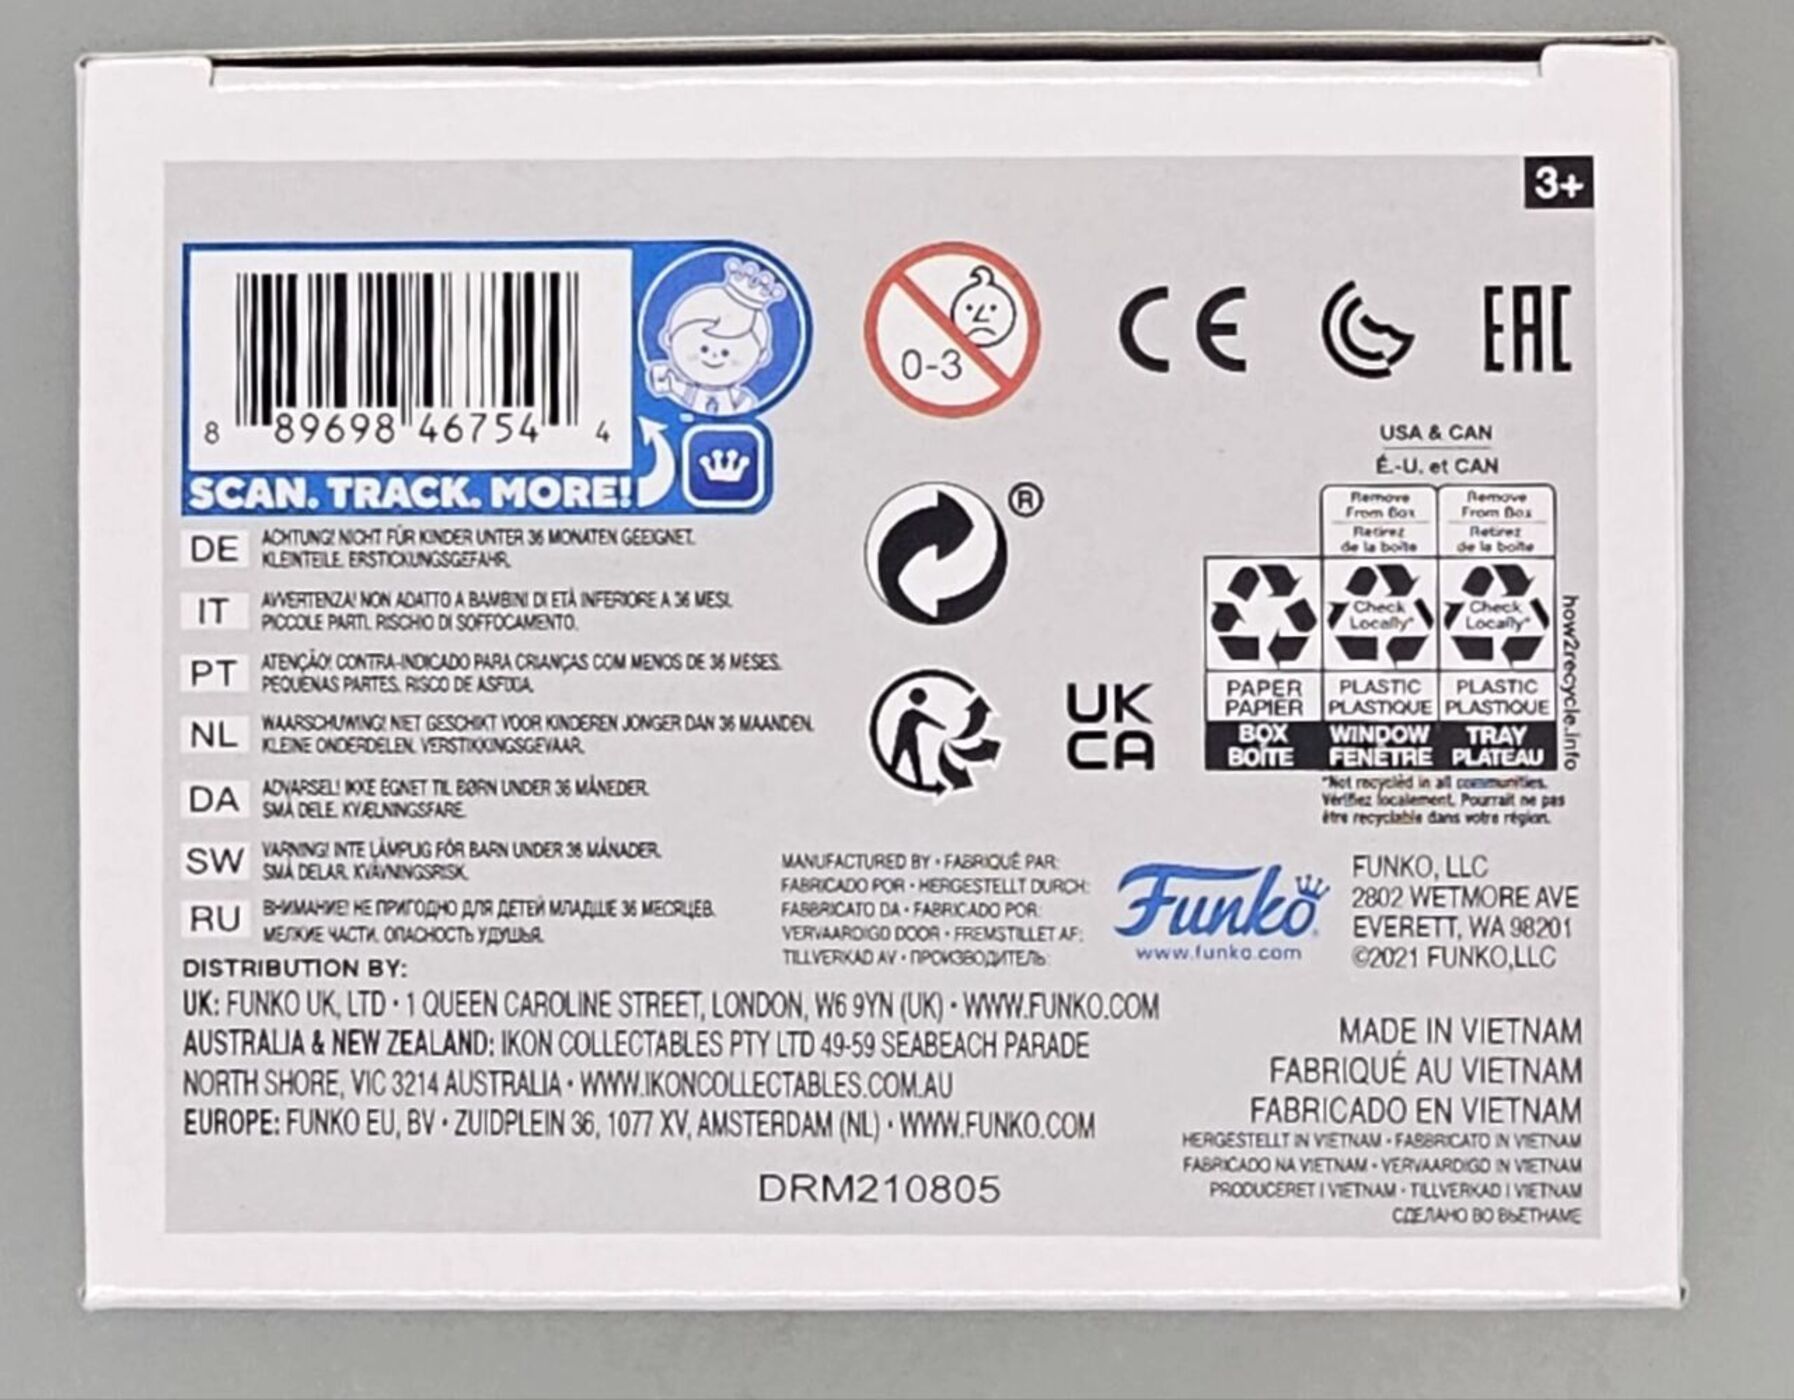 3+
8 89698 46754 4
SCAN. TRACK. MORE!
0-3
CE
EAC
®
UK
CA
USA & CAN
É.-U. et CAN
Remove
From Box
Retirez
de la boîte
Remove
From Box
Retirez
de la boîte
Check
Locally*
Check
Locally*
PAPER
PAPIER
PLASTIC
PLASTIQUE
PLASTIC
PLASTIQUE
BOX
BOÎTE
WINDOW
FENÊTRE
TRAY
PLATEAU
how2recycle.info
*Not recycled in all communities.
Vérifiez localement. Pourrait ne pas
être recyclable dans votre région.
DE
ACHTUNG! NICHT FÜR KINDER UNTER 36 MONATEN GEEIGNET.
KLEINTEILE. ERSTICKUNGSGEFAHR.
IT
AVVERTENZA! NON ADATTO A BAMBINI DI ETÀ INFERIORE A 36 MESI.
PICCOLE PARTI. RISCHIO DI SOFFOCAMENTO.
PT
ATENÇÃO! CONTRA-INDICADO PARA CRIANÇAS COM MENOS DE 36 MESES.
PEQUENAS PARTES. RISCO DE ASFIXIA.
NL
WAARSCHUWING! NIET GESCHIKT VOOR KINDEREN JONGER DAN 36 MAANDEN.
KLEINE ONDERDELEN. VERSTIKKINGSGEVAAR.
DA
ADVARSEL! IKKE EGNET TIL BØRN UNDER 36 MÅNEDER.
SMÅ DELE. KVÆLNINGSFARE.
SW
VARNING! INTE LÄMPLIG FÖR BARN UNDER 36 MÅNADER.
SMÅ DELAR. KVÄVNINGSRISK.
RU
ВНИМАНИЕ! НЕ ПРИГОДНО ДЛЯ ДЕТЕЙ МЛАДШЕ 36 МЕСЯЦЕВ.
МЕЛКИЕ ЧАСТИ. ОПАСНОСТЬ УДУШЬЯ.
MANUFACTURED BY • FABRIQUÉ PAR:
FABRICADO POR • HERGESTELLT DURCH:
FABBRICATO DA • FABRICADO POR:
VERVAARDIGD DOOR • FREMSTILLET AF:
TILLVERKAD AV • ПРОИЗВОДИТЕЛЬ:
Funko
www.funko.com
FUNKO, LLC
2802 WETMORE AVE
EVERETT, WA 98201
©2021 FUNKO,LLC
DISTRIBUTION BY:
UK: FUNKO UK, LTD • 1 QUEEN CAROLINE STREET, LONDON, W6 9YN (UK) • WWW.FUNKO.COM
AUSTRALIA & NEW ZEALAND: IKON COLLECTABLES PTY LTD 49-59 SEABEACH PARADE
NORTH SHORE, VIC 3214 AUSTRALIA • WWW.IKONCOLLECTABLES.COM.AU
EUROPE: FUNKO EU, BV • ZUIDPLEIN 36, 1077 XV, AMSTERDAM (NL) • WWW.FUNKO.COM
DRM210805
MADE IN VIETNAM
FABRIQUÉ AU VIETNAM
FABRICADO EN VIETNAM
HERGESTELLT IN VIETNAM • FABBRICATO IN VIETNAM
FABRICADO NA VIETNAM • VERVAARDIGD IN VIETNAM
PRODUCERET I VIETNAM • TILLVERKAD I VIETNAM
СДЕЛАНО ВО ВЬЕТНАМЕ